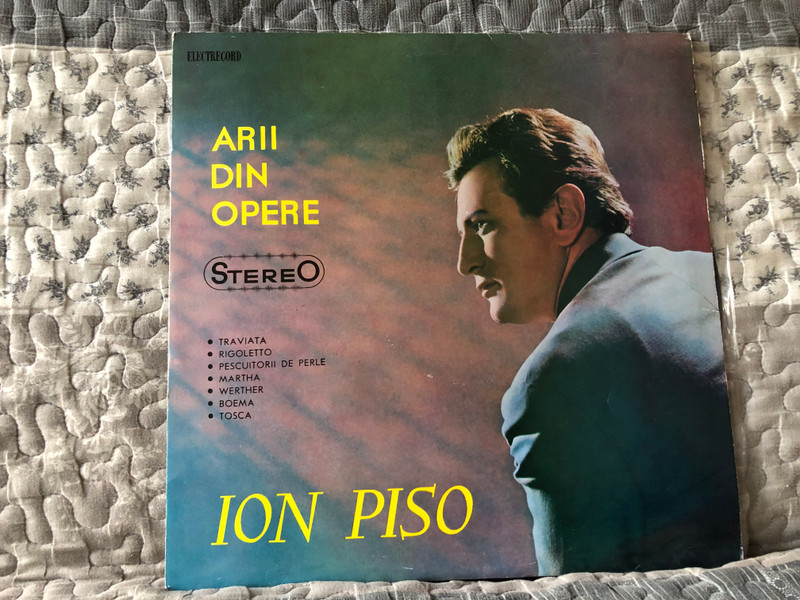 ELECTRECORD
ARII
DIN
OPERE
STEREO
• TRAVIATA
• RIGOLETTO
• PESCUITORII DE PERLE
• MARTHA
• WERTHER
• BOEMA
• TOSCA
ION PISO